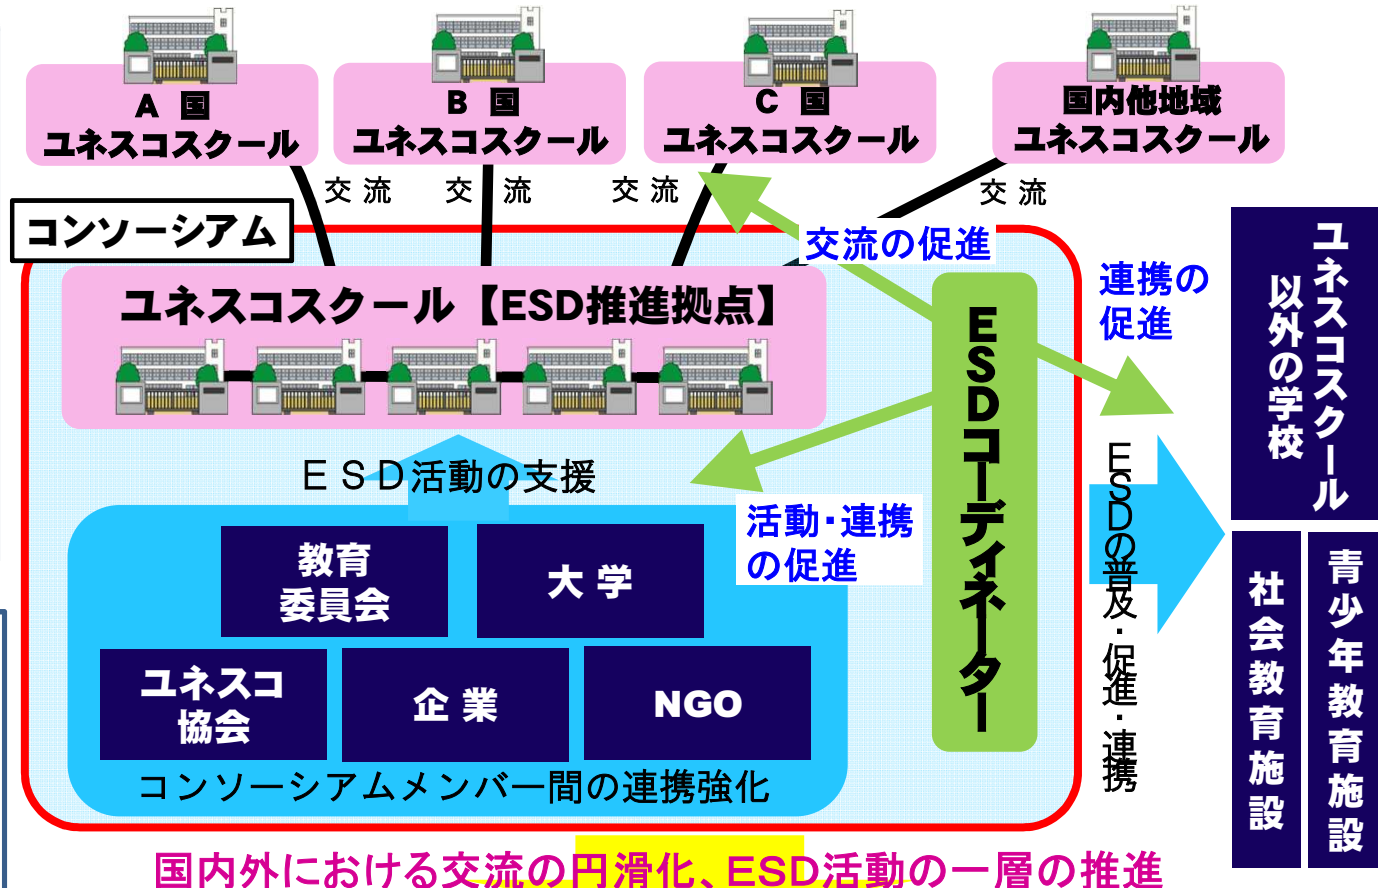 A 国
ユネスコスクール
B 国
ユネスコスクール
C 国
ユネスコスクール
国内他地域
ユネスコスクール
交 流
交 流
交 流
交 流
コンソーシアム
交流の促進
連携の
促進
ユネスコスクール【ESD推進拠点】
ESDコーディネーター
ユネスコスクール
以外の学校
ESD活動の支援
活動・連携
の促進
ESDの普及・促進・連携
教育
委員会
大 学
ユネスコ
協会
企 業
NGO
コンソーシアムメンバー間の連携強化
社会教育施設
青少年教育施設
国内外における交流の円滑化、ESD活動の一層の推進